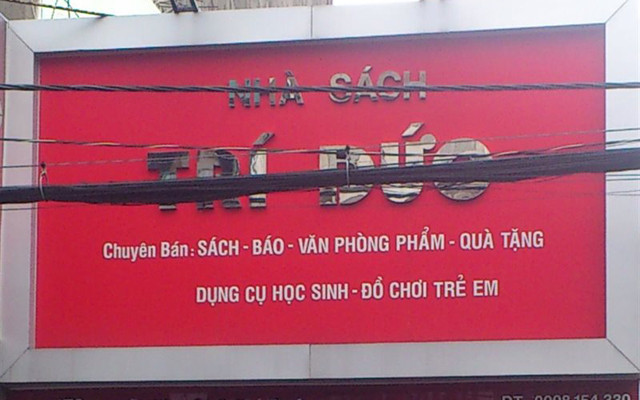 NHÀ SÁCH
TRÍ ĐỨC
Chuyên Bán: SÁCH - BÁO - VĂN PHÒNG PHẨM - QUÀ TẶNG
DỤNG CỤ HỌC SINH - ĐỒ CHƠI TRẺ EM